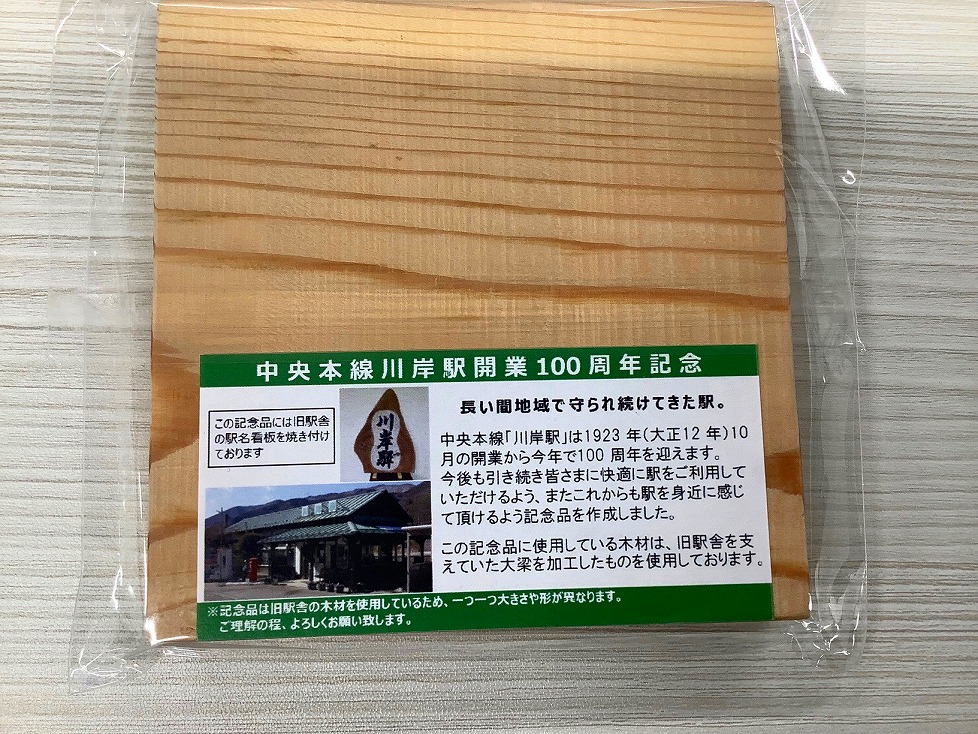 中央本線川岸駅開業100周年記念
この記念品には旧駅舎
の駅名看板を焼き付け
ております
川岸駅
長い間地域で守られ続けてきた駅。
中央本線「川岸駅」は1923 年(大正12 年)10
月の開業から今年で100 周年を迎えます。
今後も引き続き皆さまに快適に駅をご利用して
いただけるよう、またこれからも駅を身近に感じ
て頂けるよう記念品を作成しました。
この記念品に使用している木材は、旧駅舎を支
えていた大梁を加工したものを使用しております。
※記念品は旧駅舎の木材を使用しているため、一つ一つ大きさや形が異なります。
ご理解の程、よろしくお願い致します。